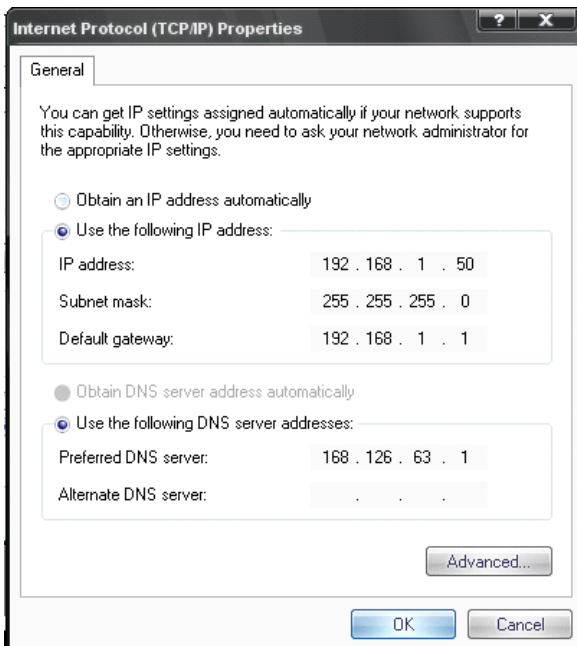 Internet Protocol (TCP/IP) Properties
? X
General
You can get IP settings assigned automatically if your network supports
this capability. Otherwise, you need to ask your network administrator for
the appropriate IP settings.
Obtain an IP address automatically
Use the following IP address:
IP address: 192 . 168 . 1 . 50
Subnet mask: 255 . 255 . 255 . 0
Default gateway: 192 . 168 . 1 . 1
Obtain DNS server address automatically
Use the following DNS server addresses:
Preferred DNS server: 168 . 126 . 63 . 1
Alternate DNS server: . . .
Advanced...
OK Cancel